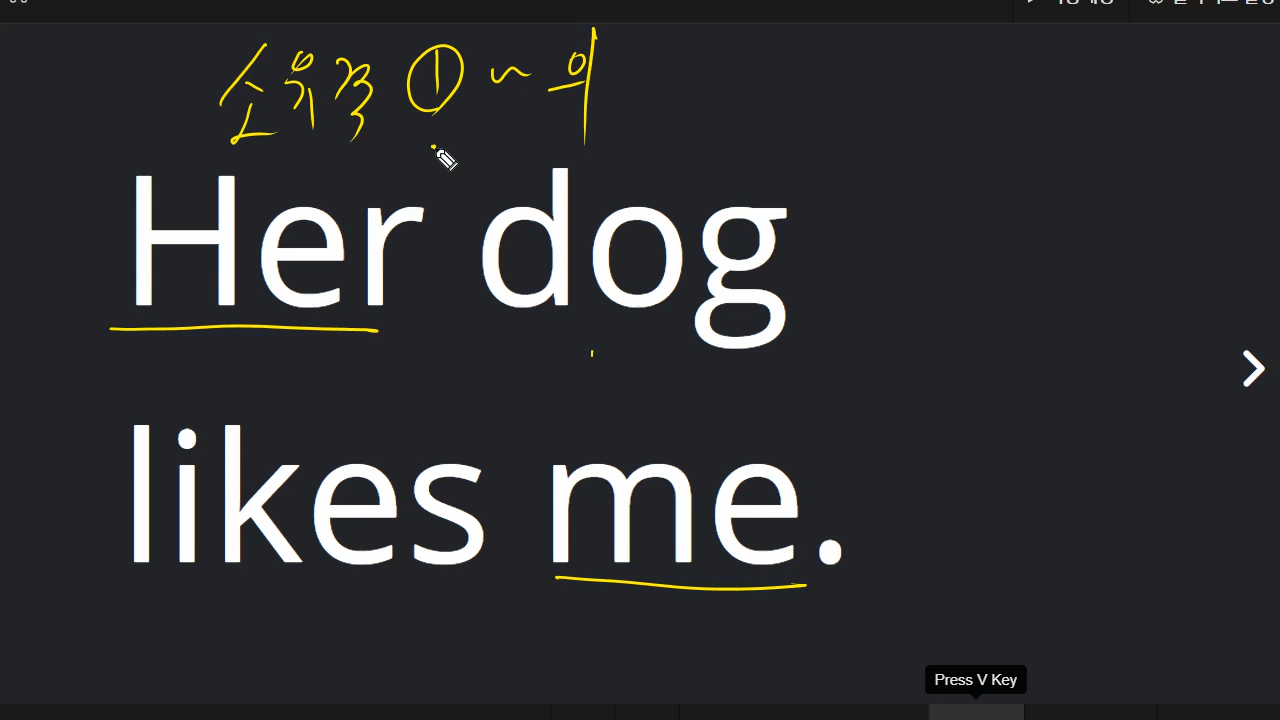 소유격 ① ~ 의
Her dog
likes me.
Press V Key